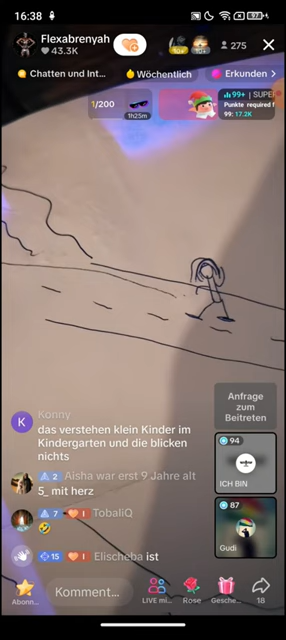 16:38
97
Flexabrenyah
43.3K
10+
275
Chatten und Int...
Wöchentlich
Erkunden
1/200
1h25m
99+ | SUPER
Punkte required f
99: 17.2K
Anfrage
zum
Beitreten
94
ICH BIN
87
Gudi
K
Konny
das verstehen klein Kinder im
Kindergarten und die blicken
nichts
2 Aisha war erst 9 Jahre alt
5_ mit herz
7 1 TobaliQ
🤣
15 1 Elischeba ist
Abonn...
Komment...
LIVE mi...
Rose
Gesche...
18